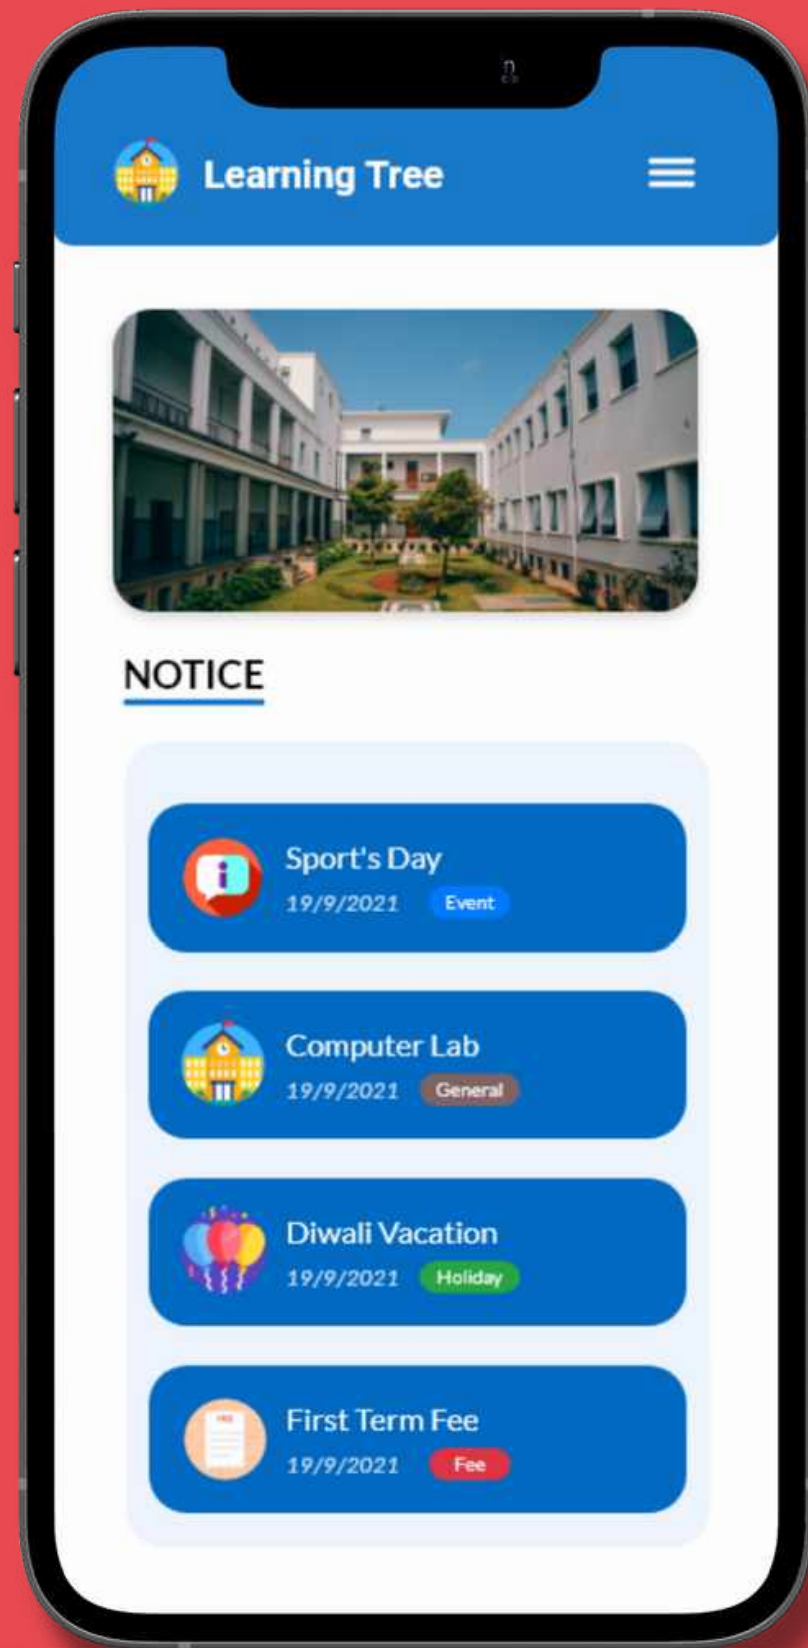 Learning Tree
NOTICE
Sport's Day
19/9/2021 Event
Computer Lab
19/9/2021 General
Diwali Vacation
19/9/2021 Holiday
First Term Fee
19/9/2021 Fee